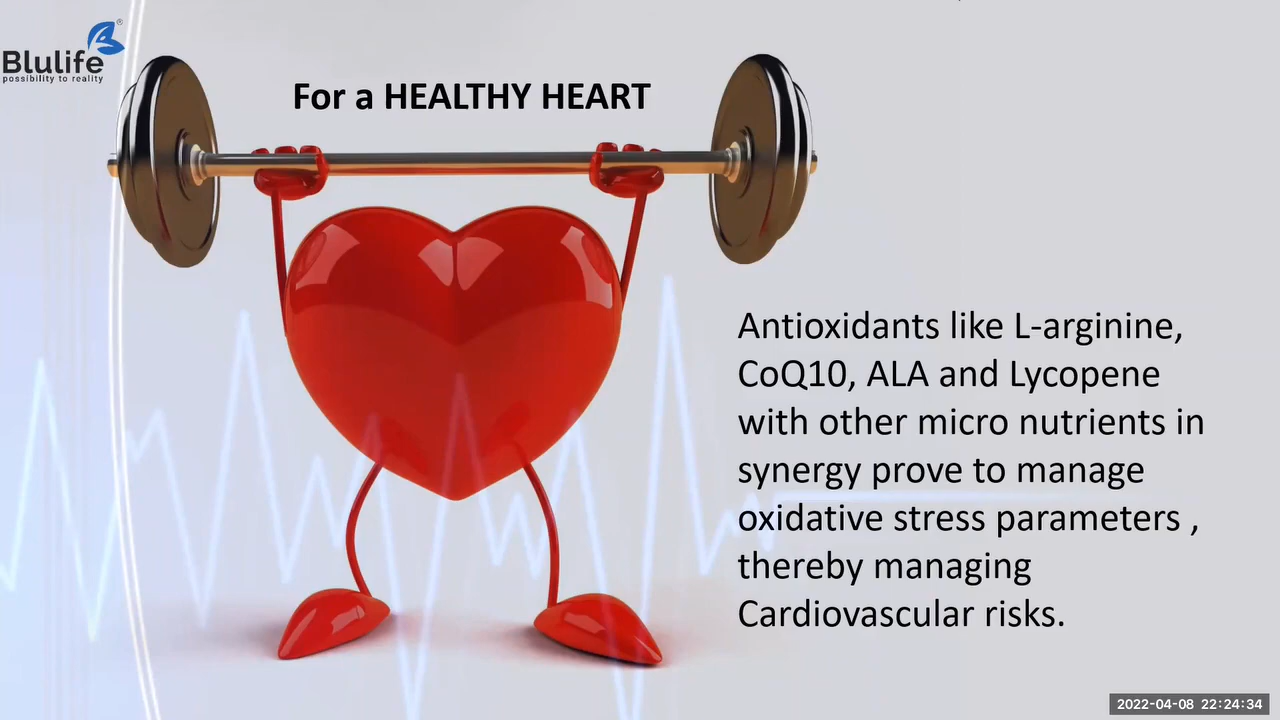 Blulife®
possibility to reality
For a HEALTHY HEART
Antioxidants like L-arginine,
CoQ10, ALA and Lycopene
with other micro nutrients in
synergy prove to manage
oxidative stress parameters ,
thereby managing
Cardiovascular risks.
2022-04-08 22:24:34